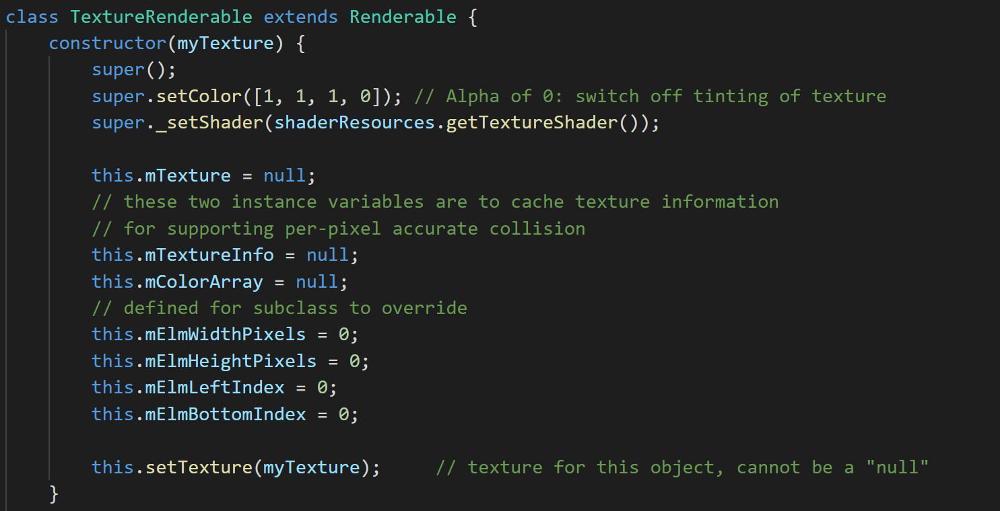 class TextureRenderable extends Renderable {
    constructor(myTexture) {
        super();
        super.setColor([1, 1, 1, 0]); // Alpha of 0: switch off tinting of texture
        super._setShader(shaderResources.getTextureShader());

        this.mTexture = null;
        // these two instance variables are to cache texture information
        // for supporting per-pixel accurate collision
        this.mTextureInfo = null;
        this.mColorArray = null;
        // defined for subclass to override
        this.mElmWidthPixels = 0;
        this.mElmHeightPixels = 0;
        this.mElmLeftIndex = 0;
        this.mElmBottomIndex = 0;

        this.setTexture(myTexture);     // texture for this object, cannot be a "null"
    }